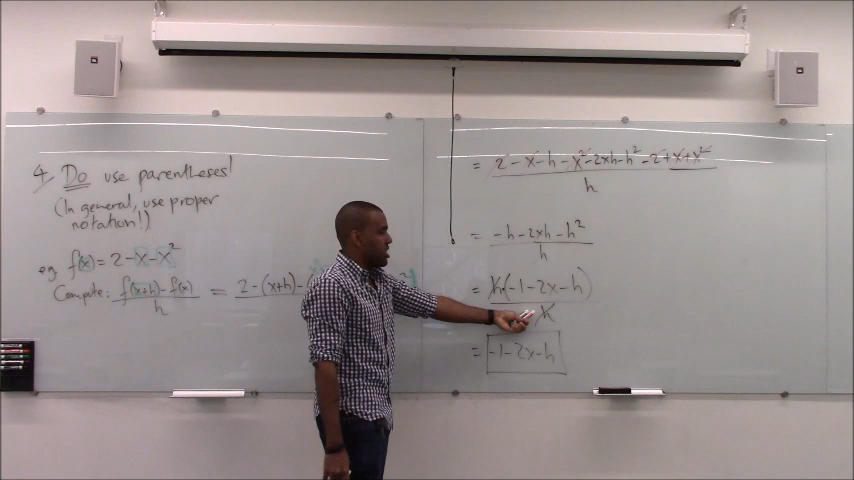 4. Do use parentheses!
(In general, use proper
notation!)
eg. f(x) = 2-x-x²
Compute: f(x+h)-f(x) / h = 2-(x+h)-
= 2-x-h-x²-2xh-h²-2+x+x² / h
= -h-2xh-h² / h
= h(-1-2x-h) / h
= -1-2x-h